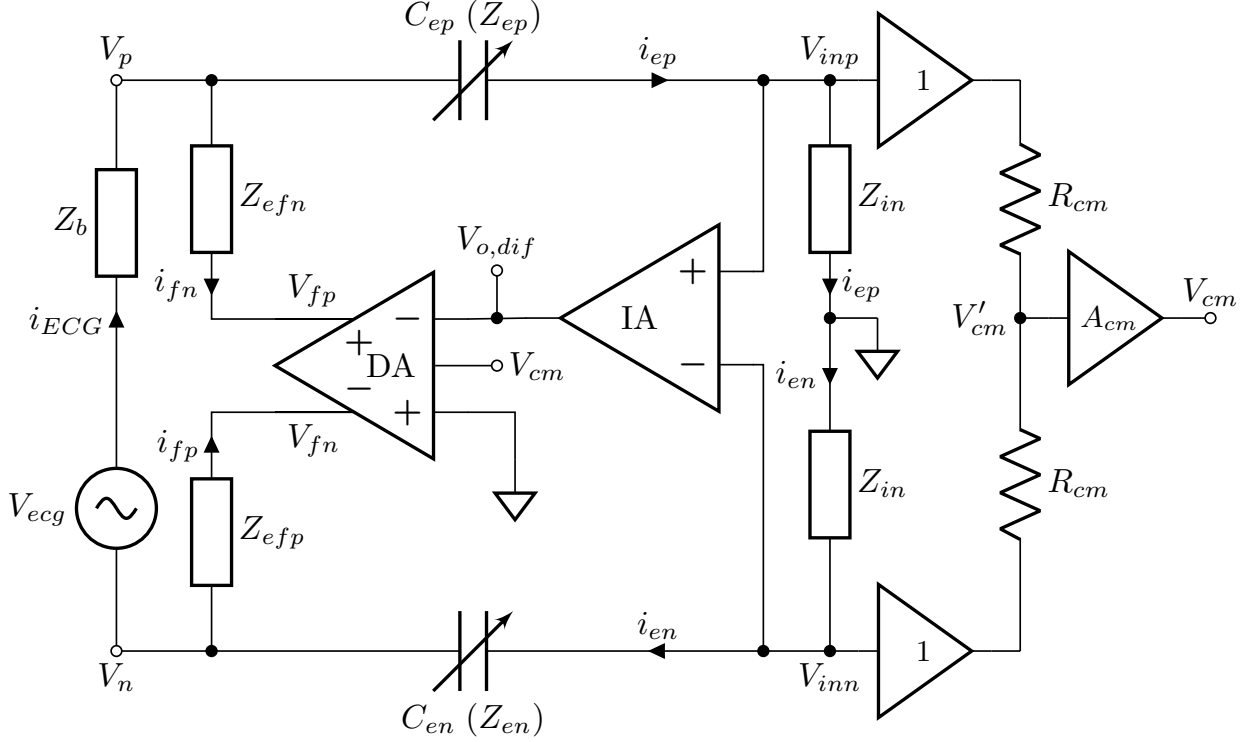 C_{ep} (Z_{ep})
V_p
i_{ep}
V_{inp}
1
Z_{efn}
Z_{in}
R_{cm}
Z_b
V_{o,dif}
i_{fn}
V_{fp}
+
i_{ep}
V_{cm}
i_{ECG}
−
IA
V'_{cm}
A_{cm}
+
DA
V_{cm}
−
i_{en}
−
+
i_{fp}
V_{fn}
Z_{in}
R_{cm}
V_{ecg}
Z_{efp}
i_{en}
1
V_n
V_{inn}
C_{en} (Z_{en})